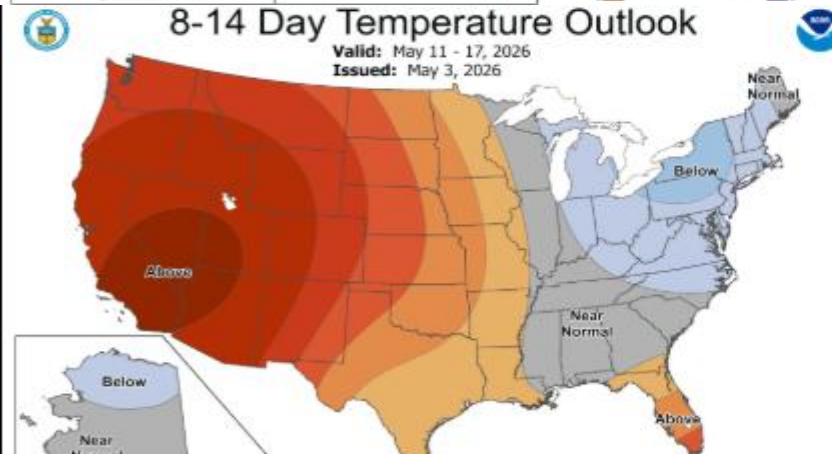 8-14 Day Temperature Outlook
Valid: May 11 - 17, 2026
Issued: May 3, 2026
Near
Normal
Below
Above
Near
Normal
Above
Below
Near